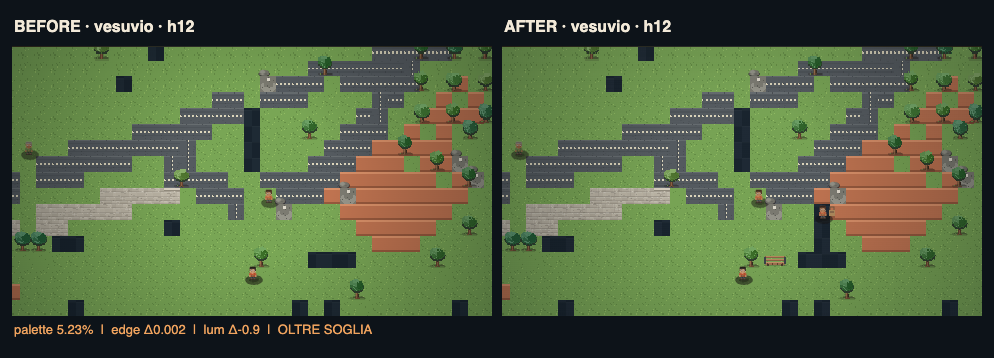 BEFORE · vesuvio · h12
AFTER · vesuvio · h12
palette 5.23% | edge Δ0.002 | lum Δ-0.9 | OLTRE SOGLIA